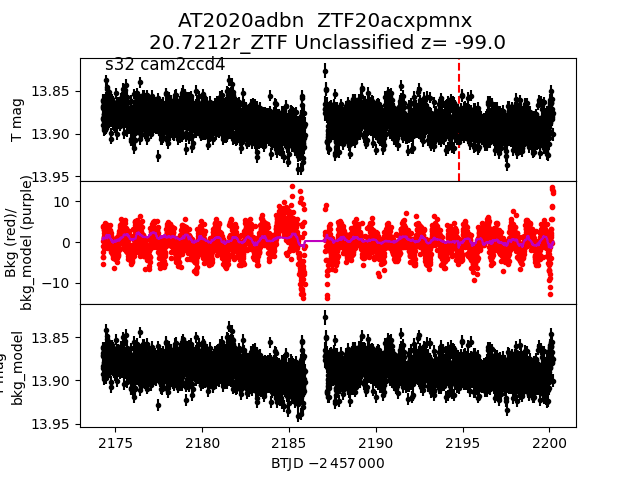 AT2020adbn ZTF20acxpmnx
20.7212r_ZTF Unclassified z= -99.0
s32 cam2ccd4
T mag
13.85
13.90
13.95
Bkg (red)/
bkg_model (purple)
10
0
−10
mag
bkg_model
13.85
13.90
13.95
2175 2180 2185 2190 2195 2200
BTJD −2 457 000